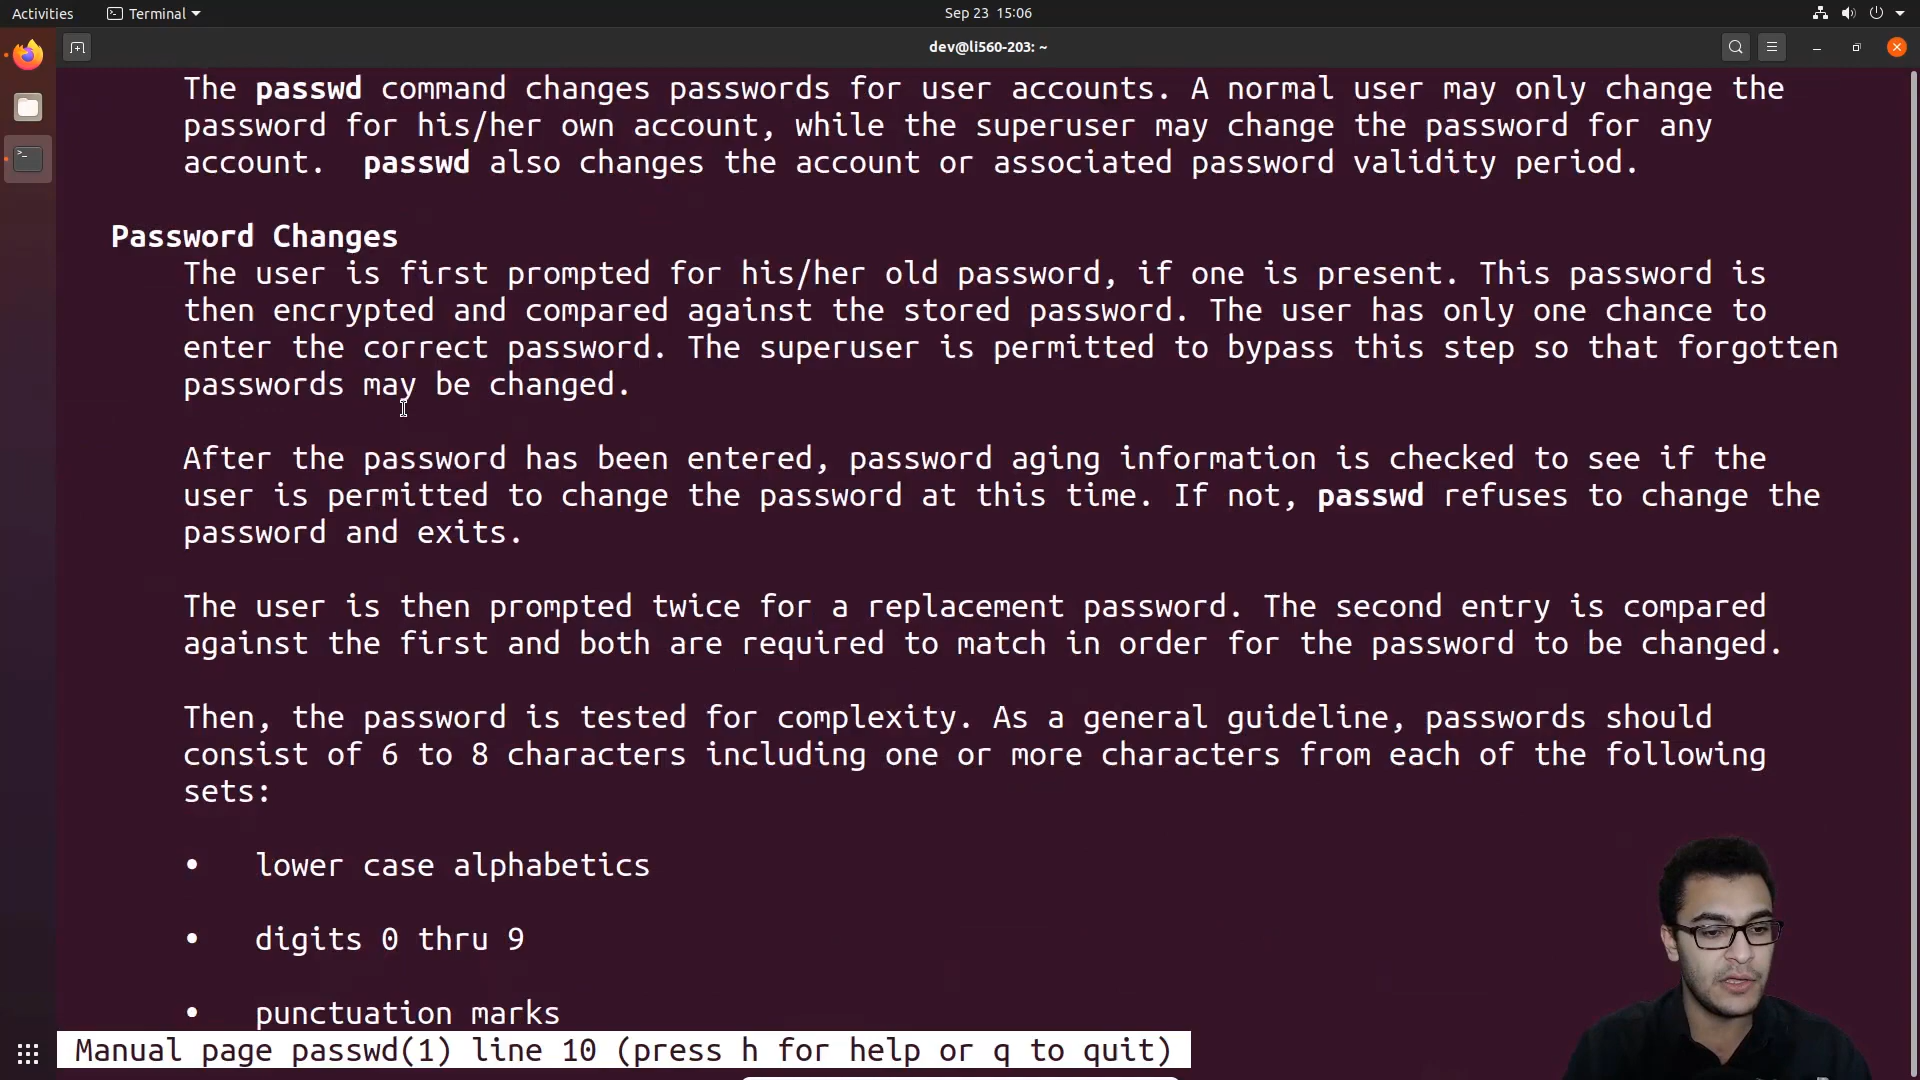 Activities
Terminal
Sep 23 15:06
dev@li560-203: ~
The passwd command changes passwords for user accounts. A normal user may only change the
password for his/her own account, while the superuser may change the password for any
account.  passwd also changes the account or associated password validity period.
Password Changes
The user is first prompted for his/her old password, if one is present. This password is
then encrypted and compared against the stored password. The user has only one chance to
enter the correct password. The superuser is permitted to bypass this step so that forgotten
passwords may be changed.
After the password has been entered, password aging information is checked to see if the
user is permitted to change the password at this time. If not, passwd refuses to change the
password and exits.
The user is then prompted twice for a replacement password. The second entry is compared
against the first and both are required to match in order for the password to be changed.
Then, the password is tested for complexity. As a general guideline, passwords should
consist of 6 to 8 characters including one or more characters from each of the following
sets:
•   lower case alphabetics
•   digits 0 thru 9
•   punctuation marks
Manual page passwd(1) line 10 (press h for help or q to quit)